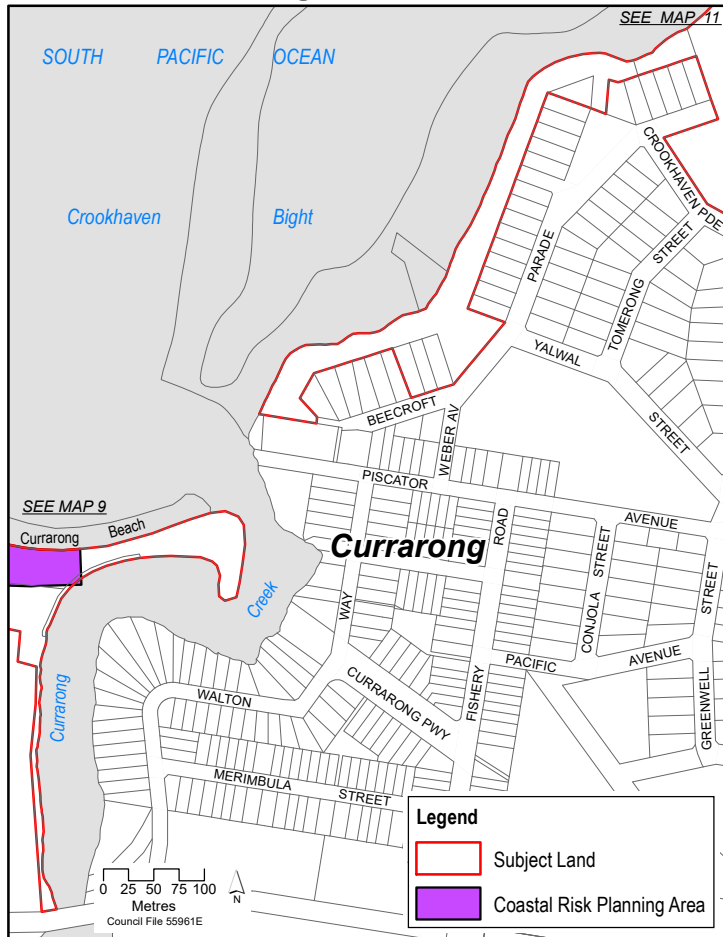 SEE MAP 11
SOUTH PACIFIC OCEAN
Crookhaven Bight
CROOKHAVEN PDE
PARADE
TOMERONG
STREET
YALWAL
STREET
BEECROFT
WEBER AV
PISCATOR
AVENUE
SEE MAP 9
Currarong Beach
ROAD
STREET
Currarong
Creek
WAY
CONJOLA
STREET
PACIFIC
AVENUE
WALTON
CURRARONG PWY
FISHERY
GREENWELL
Currarong
MERIMBULA
STREET
Legend
Subject Land
Coastal Risk Planning Area
0 25 50 75 100
Metres
Council File 55961E
N